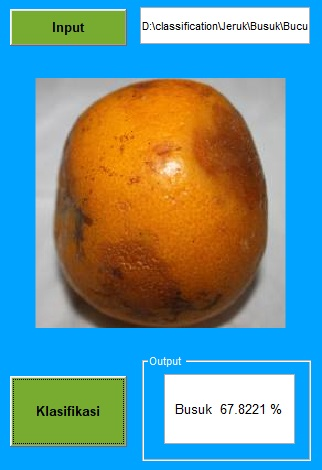 Input
D:\classification\Jeruk\Busuk\Bucu
Output
Klasifikasi
Busuk 67.8221 %